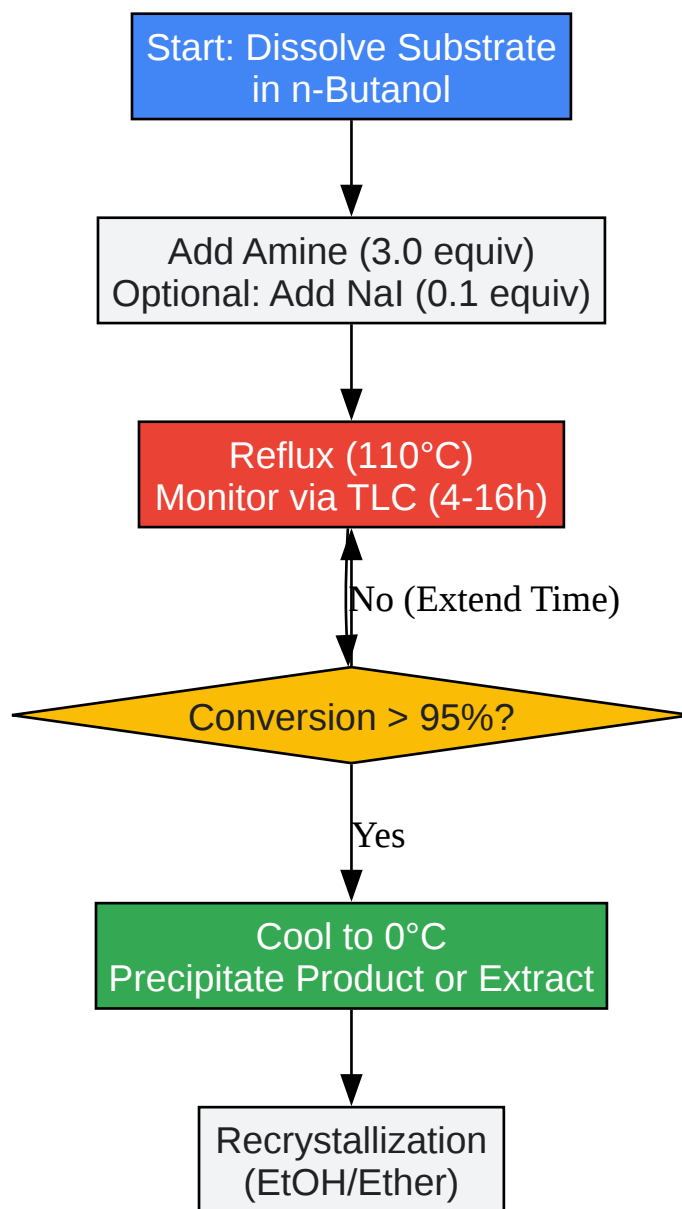 Start: Dissolve Substrate
in n-Butanol
Add Amine (3.0 equiv)
Optional: Add NaI (0.1 equiv)
Reflux (110°C)
Monitor via TLC (4-16h)
No (Extend Time)
Conversion > 95%?
Yes
Cool to 0°C
Precipitate Product or Extract
Recrystallization
(EtOH/Ether)